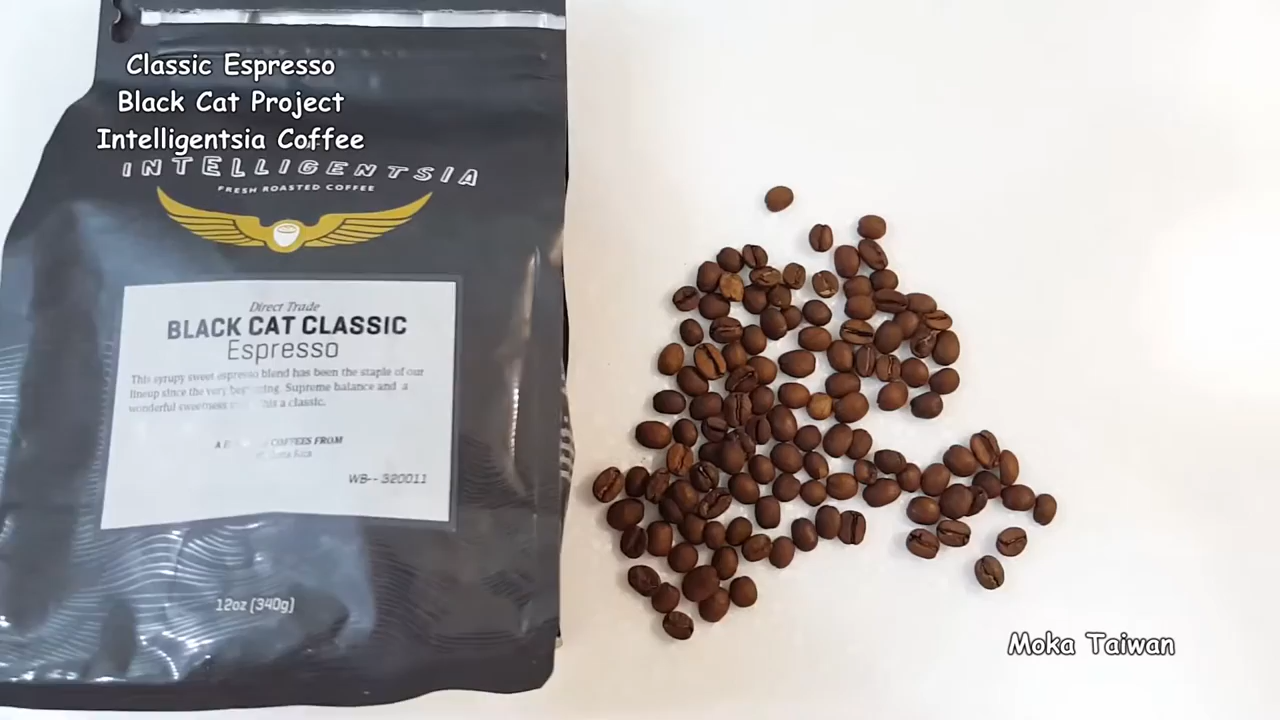 Classic Espresso
Black Cat Project
Intelligentsia Coffee
INTELLIGENTSIA
FRESH ROASTED COFFEE
Direct Trade
BLACK CAT CLASSIC
Espresso
This syrupy sweet espresso blend has been the staple of our
lineup since the very beginning. Supreme balance and a
wonderful sweetness a classic.
A COFFEES FROM
Rica
WB-- 320011
12oz (340g)
Moka Taiwan